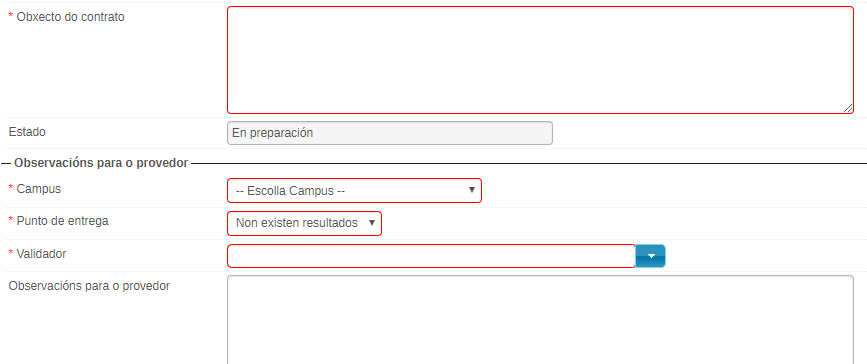 * Obxecto do contrato
Estado En preparación
Observacións para o provedor
* Campus -- Escolla Campus --
* Punto de entrega Non existen resultados
* Validador
Observacións para o provedor